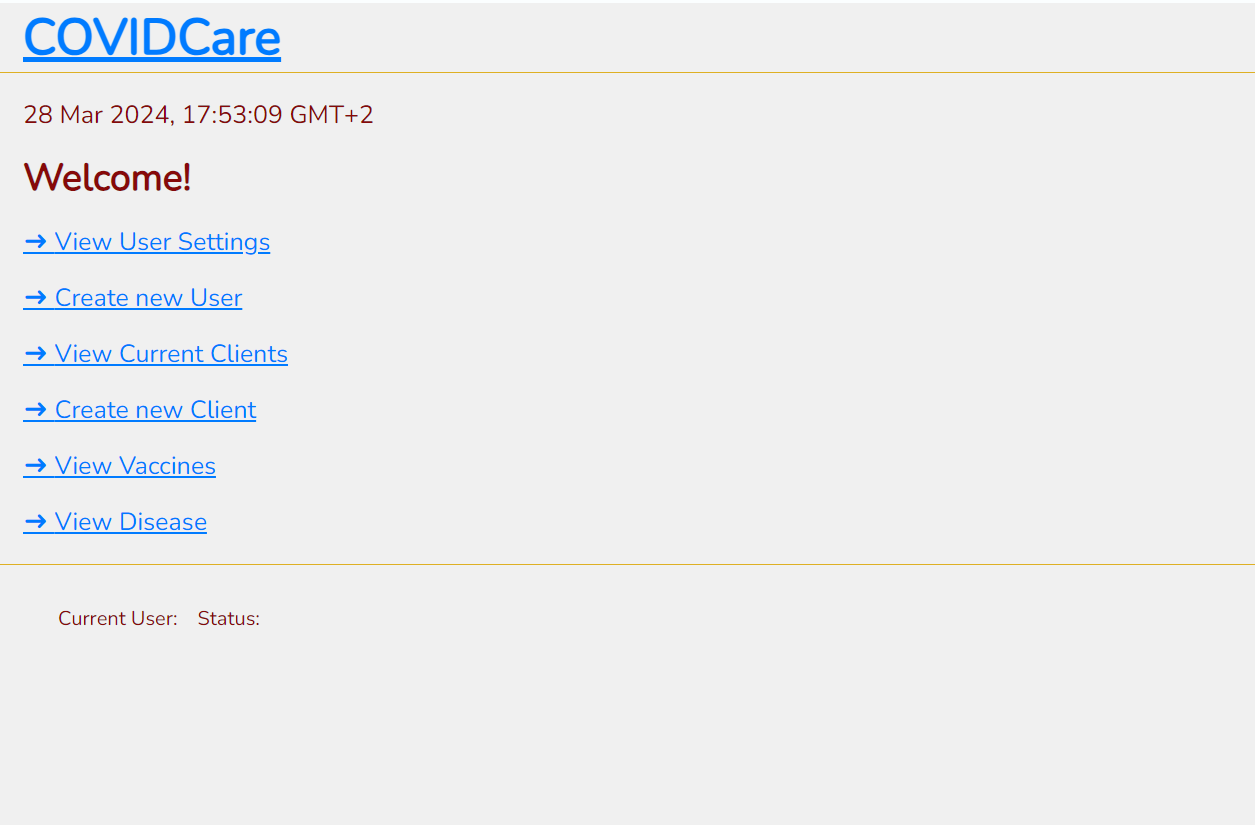 COVIDCare
28 Mar 2024, 17:53:09 GMT+2
Welcome!
➞ View User Settings
➞ Create new User
➞ View Current Clients
➞ Create new Client
➞ View Vaccines
➞ View Disease
Current User: Status: